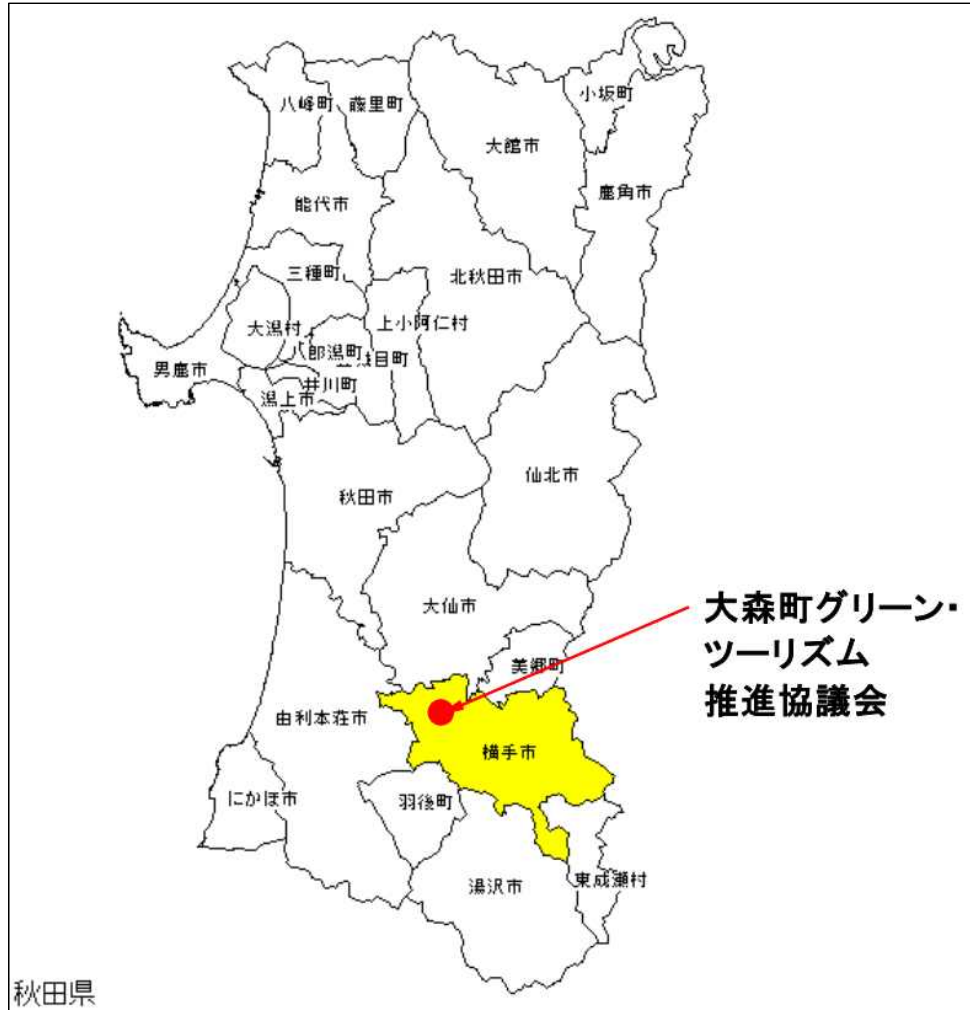 八峰町
藤里町
小坂町
大館市
鹿角市
能代市
三種町
北秋田市
大潟村
上小阿仁村
八郎潟町
目町
男鹿市
井川町
潟上市
仙北市
秋田市
大仙市
大森町グリーン・
ツーリズム
推進協議会
美郷町
由利本荘市
横手市
にかほ市
羽後町
湯沢市
東成瀬村
秋田県